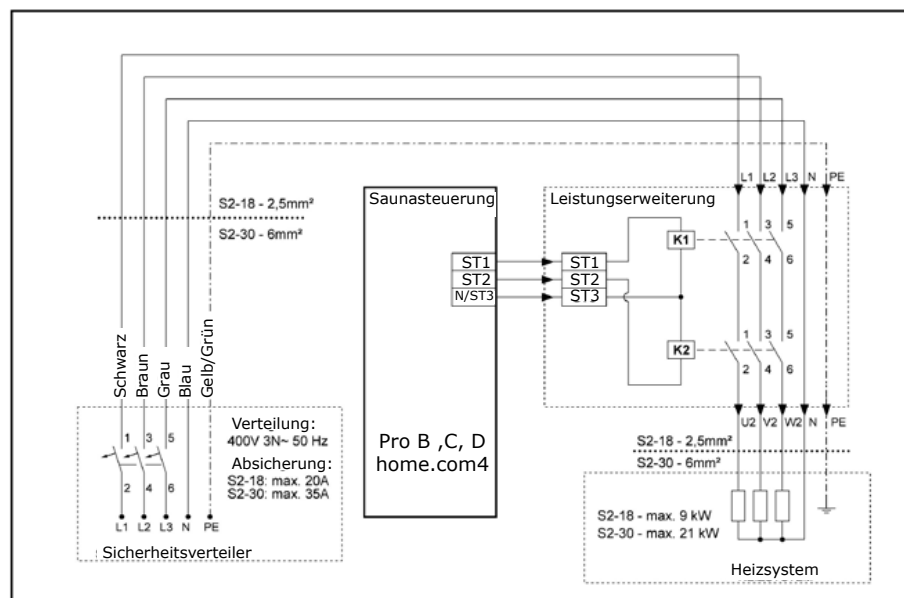 L1 L2 L3 N PE
S2-18 - 2,5mm²
S2-30 - 6mm²
Saunasteuerung
Leistungserweiterung
ST1
ST2
N/ST3
ST1
ST2
ST3
K1
1 3 5
2 4 6
K2
1 3 5
2 4 6
Pro B ,C, D
home.com4
Schwarz
Braun
Grau
Blau
Gelb/Grün
Verteilung:
400V 3N~ 50 Hz
Absicherung:
S2-18: max. 20A
S2-30: max. 35A
1 3 5
2 4 6
L1 L2 L3 N PE
Sicherheitsverteiler
U2 V2 W2 N PE
S2-18 - 2,5mm²
S2-30 - 6mm²
S2-18 - max. 9 kW
S2-30 - max. 21 kW
Heizsystem